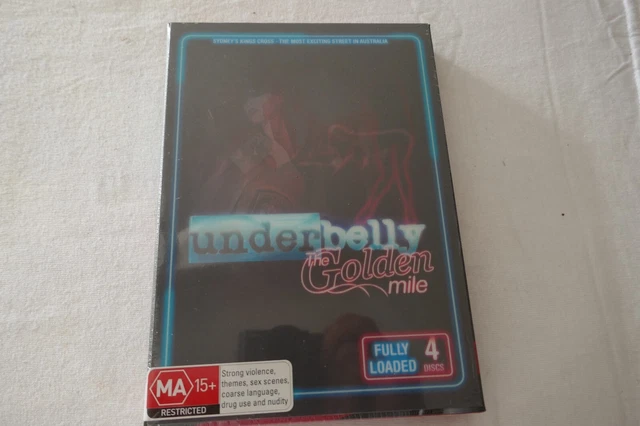 SYDNEY'S KINGS CROSS - THE MOST EXCITING STREET IN AUSTRALIA
underbelly
The Golden
mile
FULLY LOADED
4 DISCS
MA 15+
RESTRICTED
Strong violence,
themes, sex scenes,
coarse language,
drug use and nudity